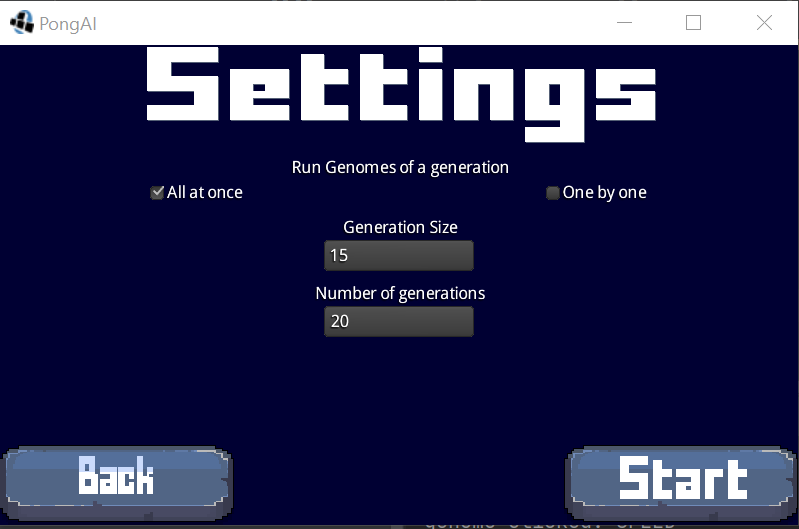 PongAI
Settings
Run Genomes of a generation
All at once
One by one
Generation Size
15
Number of generations
20
Back
Start